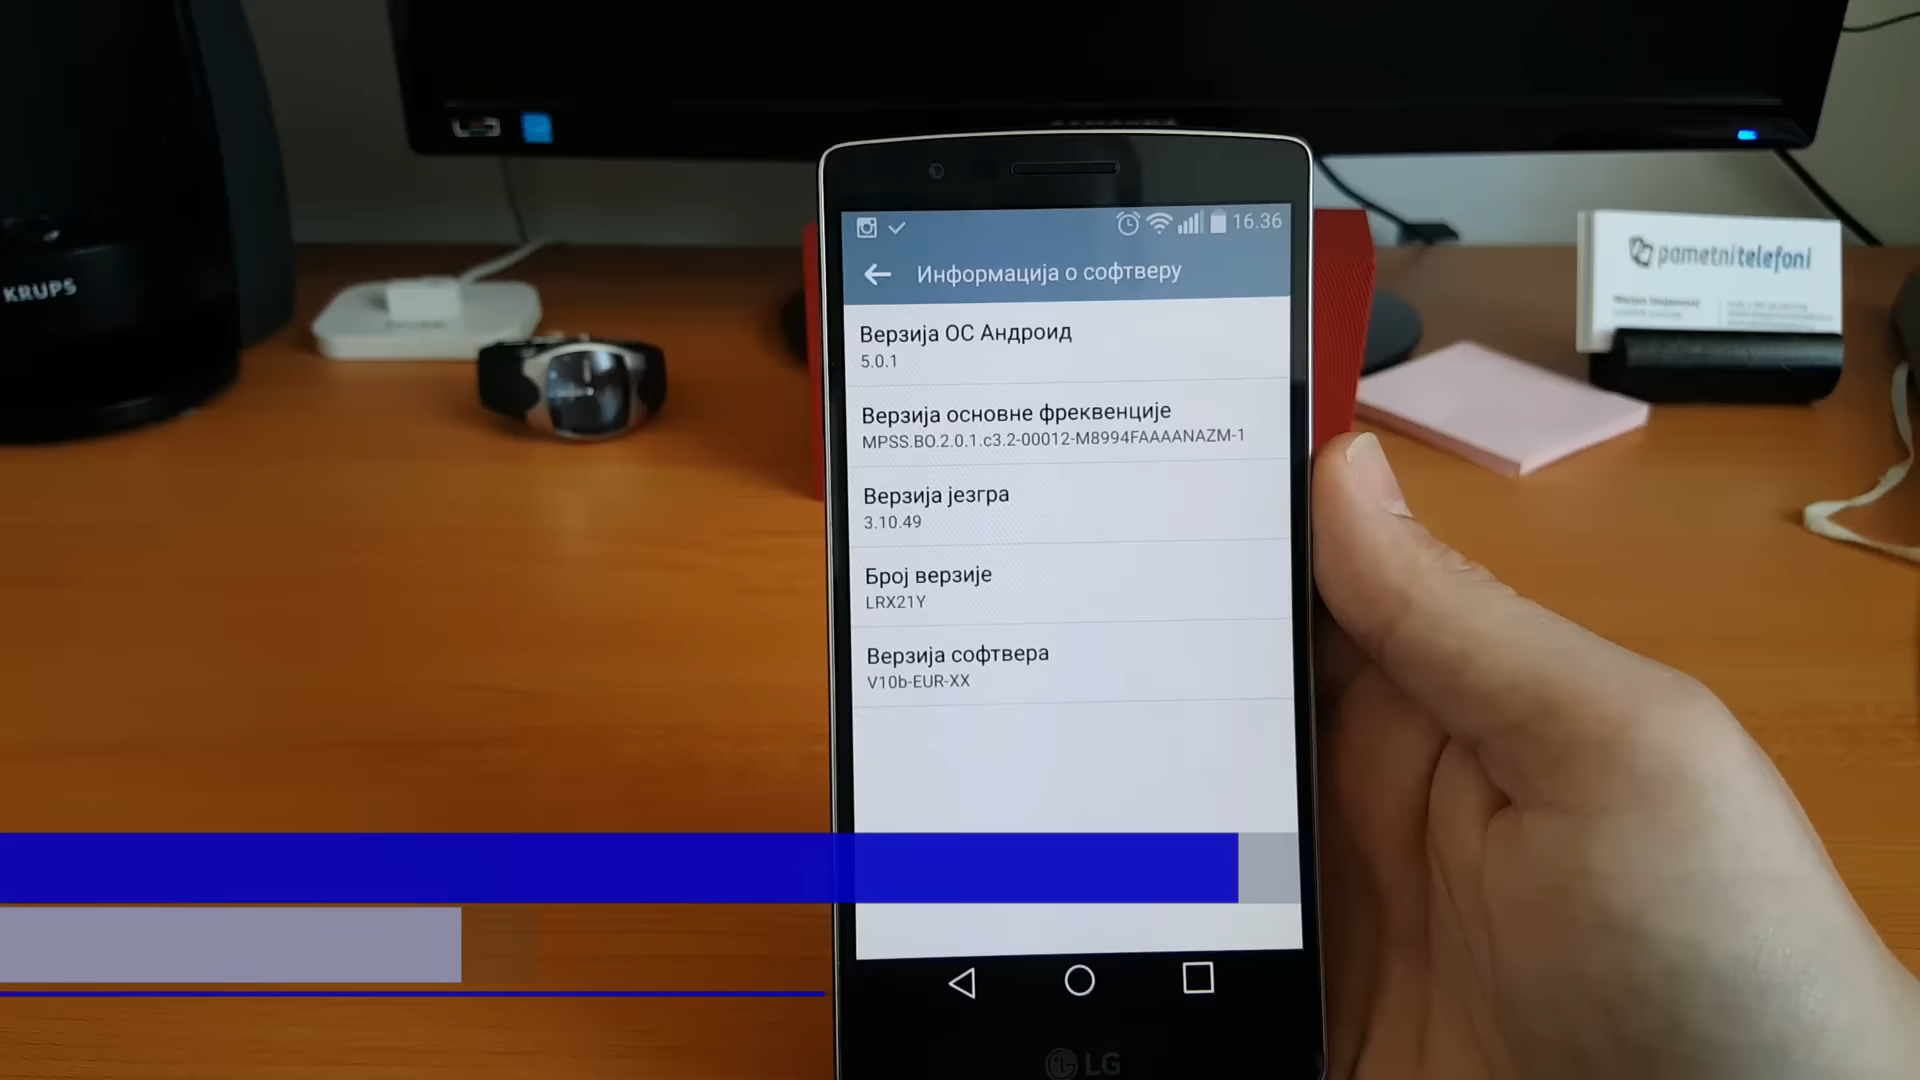 KRUPS
16.36
Информација о софтверу
Верзија ОС Андроид
5.0.1
Верзија основне фреквенције
MPSS.BO.2.0.1.c3.2-00012-M8994FAAAANAZM-1
Верзија језгра
3.10.49
Број верзије
LRX21Y
Верзија софтвера
V10b-EUR-XX
LG
pametnitelefoni